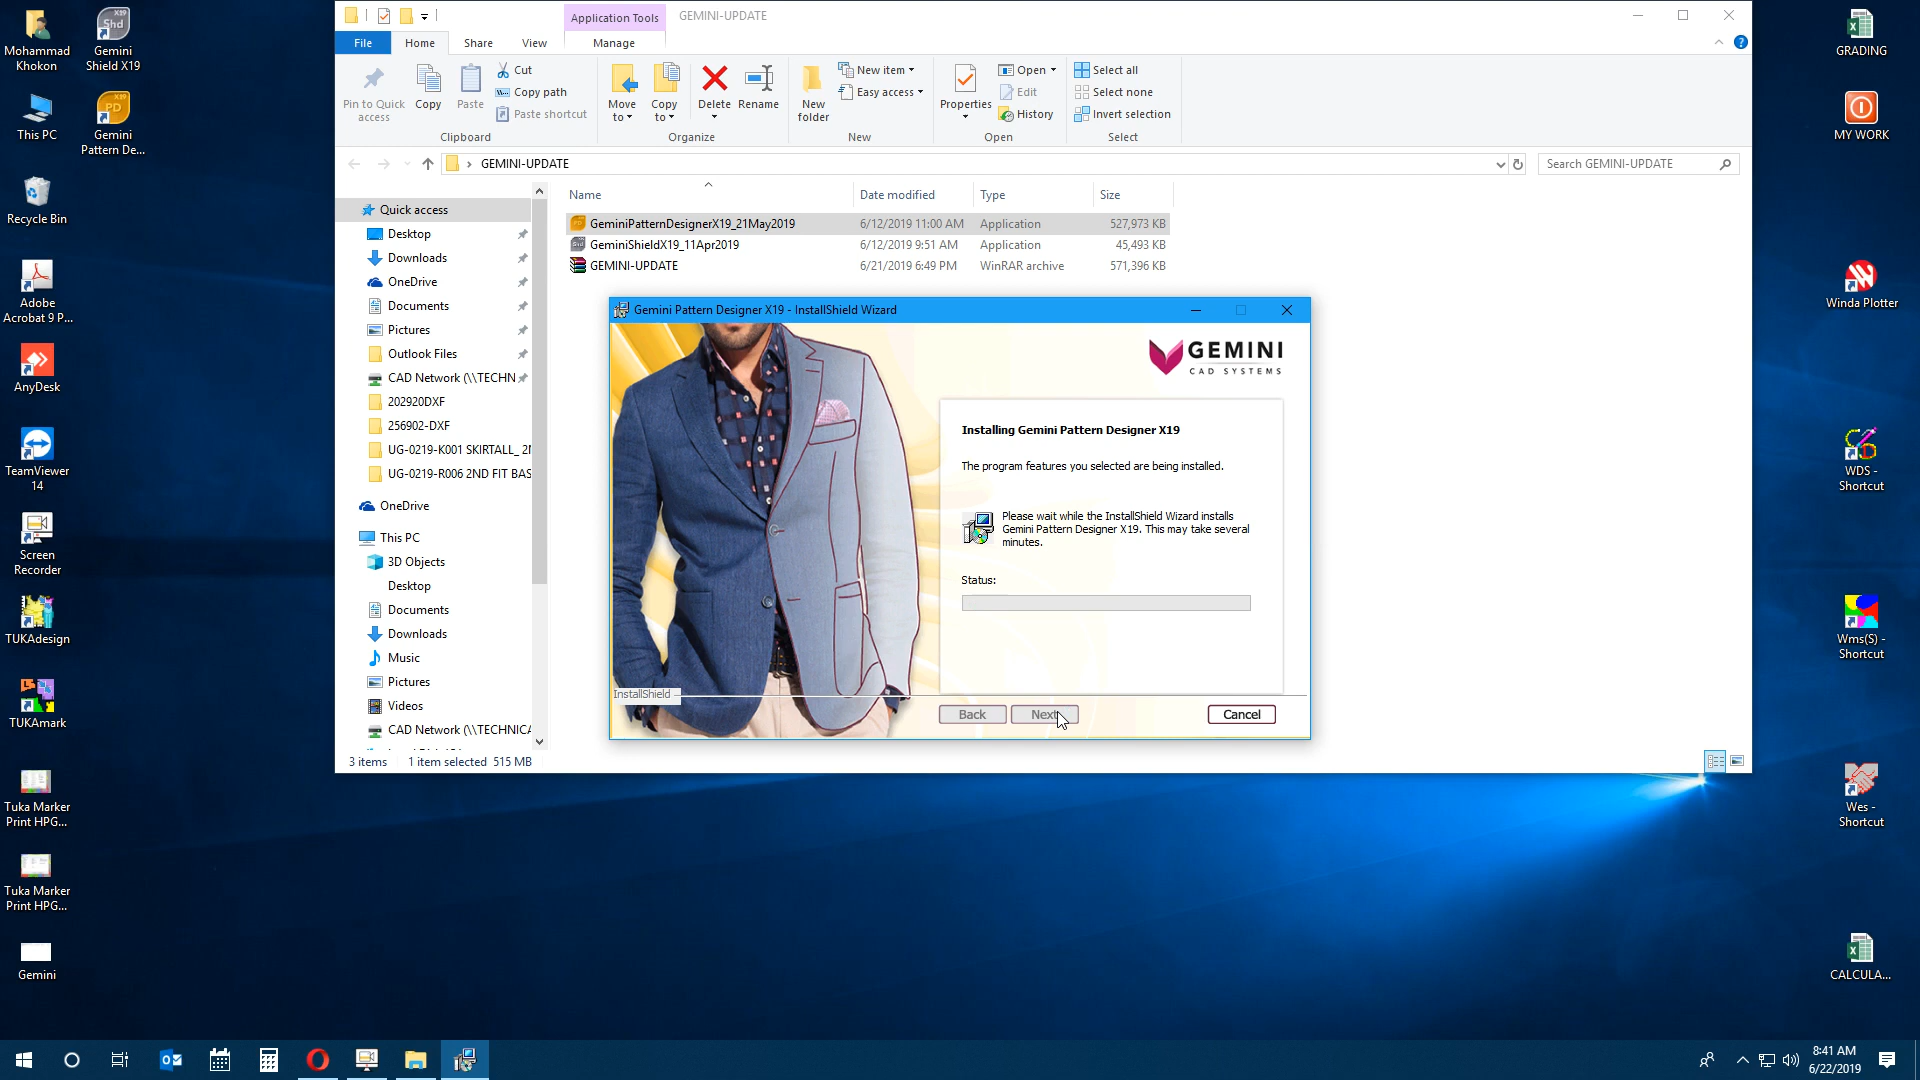 GEMINI-UPDATE
Application Tools
File
Home
Share
View
Manage
Pin to Quick access
Copy
Paste
Cut
Copy path
Paste shortcut
Clipboard
Move to
Copy to
Delete
Rename
Organize
New folder
New item
Easy access
New
Properties
Open
Edit
History
Open
Select all
Select none
Invert selection
Select
GEMINI-UPDATE
Search GEMINI-UPDATE
Name
Date modified
Type
Size
GeminiPatternDesignerX19_21May2019 6/12/2019 11:00 AM Application 527,973 KB
GeminiShieldX19_11Apr2019 6/12/2019 9:51 AM Application 45,493 KB
GEMINI-UPDATE 6/21/2019 6:49 PM WinRAR archive 571,396 KB
Quick access
Desktop
Downloads
OneDrive
Documents
Pictures
Outlook Files
CAD Network (\\TECHN
202920DXF
256902-DXF
UG-0219-K001 SKIRTALL_ 2N
UG-0219-R006 2ND FIT BAS
OneDrive
This PC
3D Objects
Desktop
Documents
Downloads
Music
Pictures
Videos
CAD Network (\\TECHNICA
3 items
1 item selected 515 MB
Gemini Pattern Designer X19 - InstallShield Wizard
GEMINI
CAD SYSTEMS
Installing Gemini Pattern Designer X19
The program features you selected are being installed.
Please wait while the InstallShield Wizard installs
Gemini Pattern Designer X19. This may take several
minutes.
Status:
InstallShield
Back
Next
Cancel
Mohammad
Khokon
Gemini
Shield X19
This PC
Gemini
Pattern De...
Recycle Bin
Adobe
Acrobat 9 P...
AnyDesk
TeamViewer
14
Screen
Recorder
TUKAdesign
TUKAmark
Tuka Marker
Print HPG...
Tuka Marker
Print HPG...
Gemini
GRADING
MY WORK
Winda Plotter
WDS -
Shortcut
Wms(S) -
Shortcut
Wes -
Shortcut
CALCULA...
8:41 AM
6/22/2019